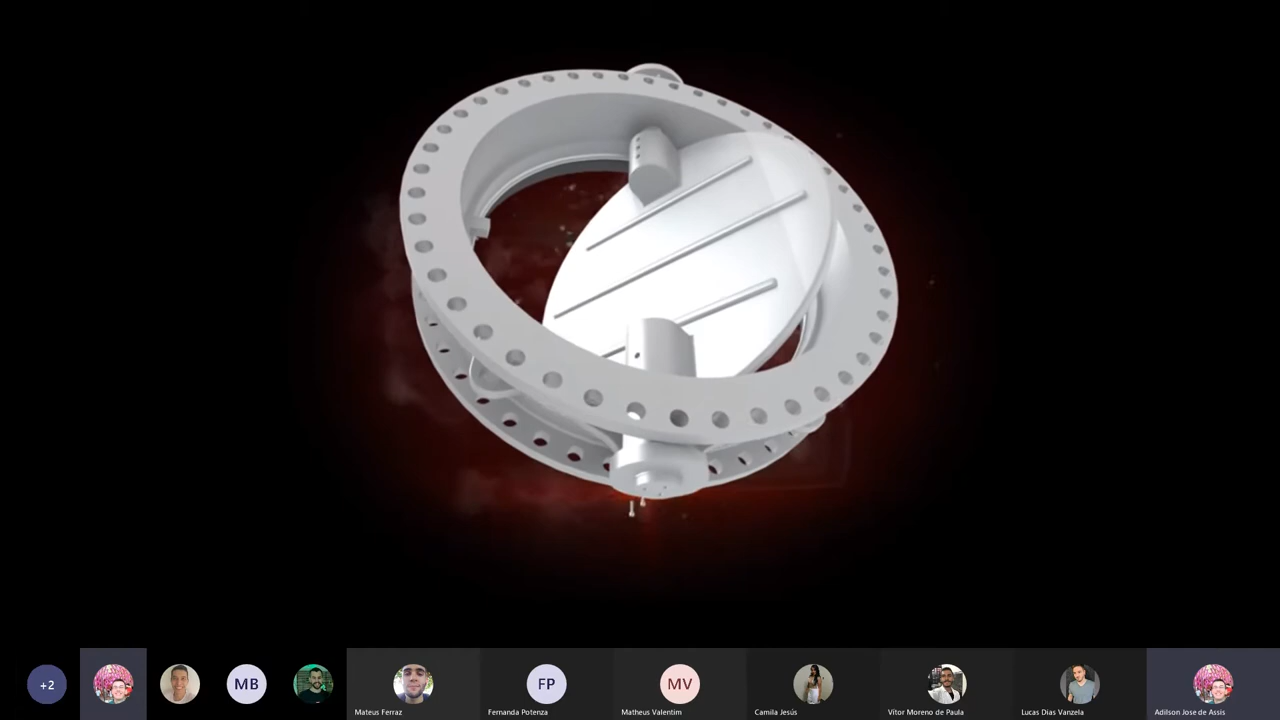 +2
MB
Mateus Ferraz
FP
Fernanda Potenza
MV
Matheus Valentim
Camila Jesús
Vítor Moreno de Paula
Lucas Dias Vanzela
Adilson Jose de Assis